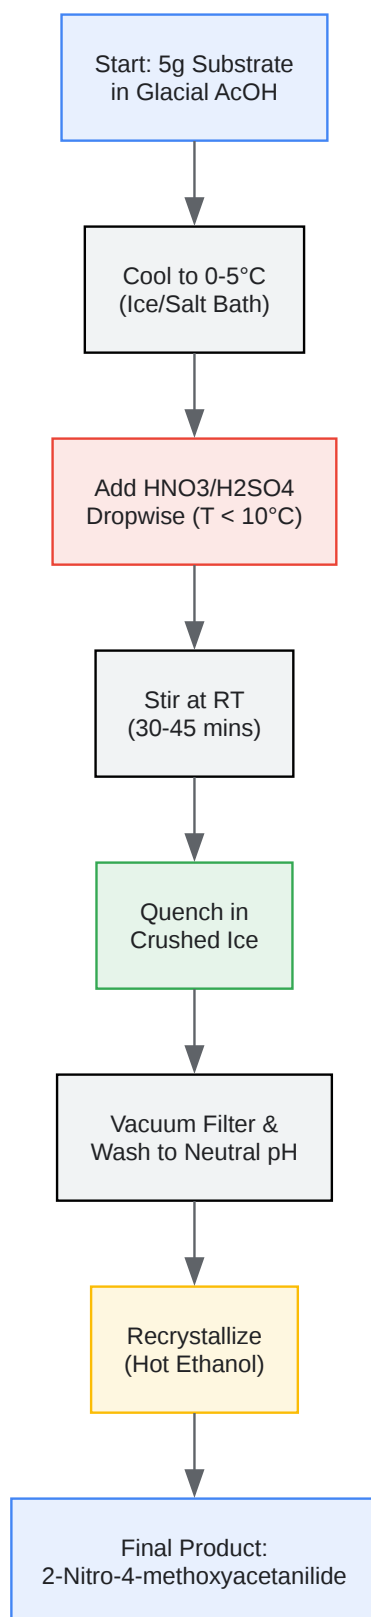 Start: 5g Substrate
in Glacial AcOH
Cool to 0-5°C
(Ice/Salt Bath)
Add HNO3/H2SO4
Dropwise (T < 10°C)
Stir at RT
(30-45 mins)
Quench in
Crushed Ice
Vacuum Filter &
Wash to Neutral pH
Recrystallize
(Hot Ethanol)
Final Product:
2-Nitro-4-methoxyacetanilide